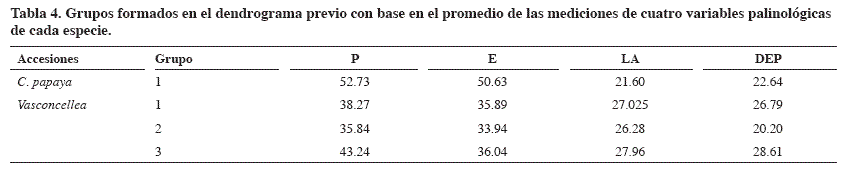 Tabla 4. Grupos formados en el dendrograma previo con base en el promedio de las mediciones de cuatro variables palinológicas
de cada especie.
Accesiones Grupo P E LA DEP
C. papaya 1 52.73 50.63 21.60 22.64
Vasconcellea 1 38.27 35.89 27.025 26.79
2 35.84 33.94 26.28 20.20
3 43.24 36.04 27.96 28.61